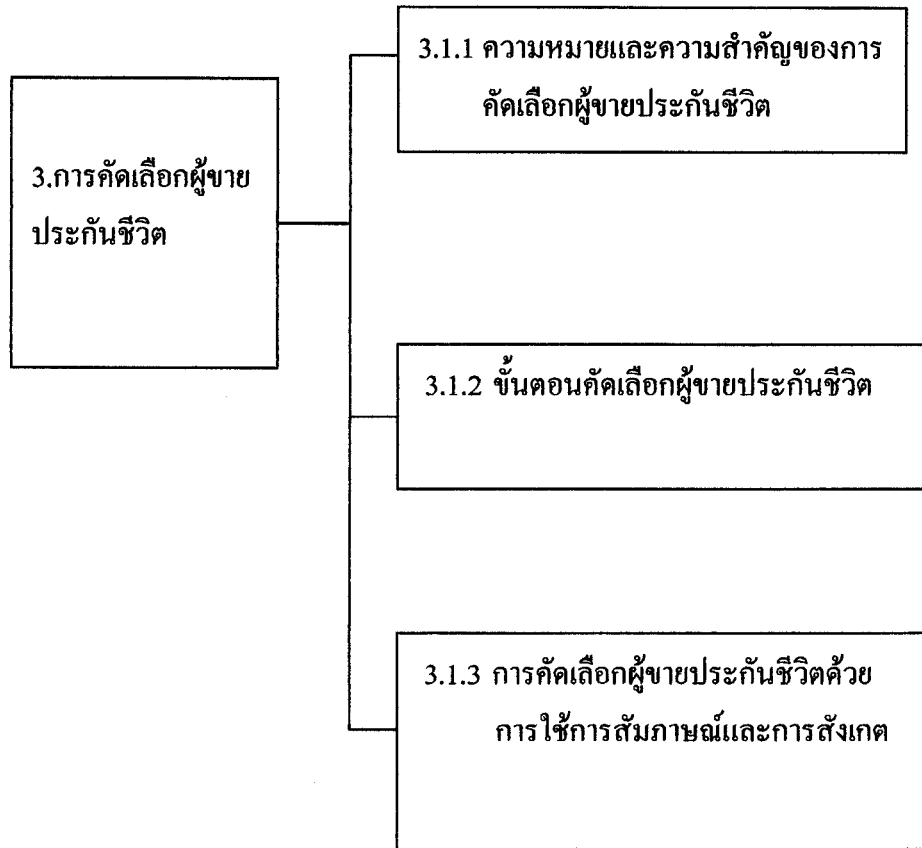 3.การคัดเลือกผู้ขาย
ประกันชีวิต
3.1.1 ความหมายและความสำคัญของการ
คัดเลือกผู้ขายประกันชีวิต
3.1.2 ขั้นตอนคัดเลือกผู้ขายประกันชีวิต
3.1.3 การคัดเลือกผู้ขายประกันชีวิตด้วย
การใช้การสัมภาษณ์และการสังเกต